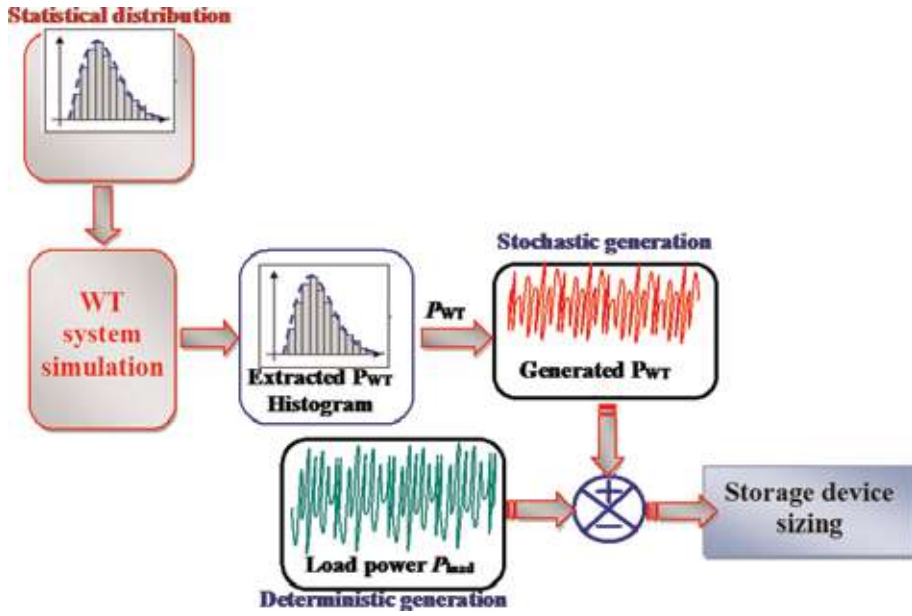 Statistical distribution
WT
system
simulation
Extracted PWT
Histogram
PWT
Stochastic generation
Generated PWT
Load power Pload
Deterministic generation
+
−
Storage device
sizing